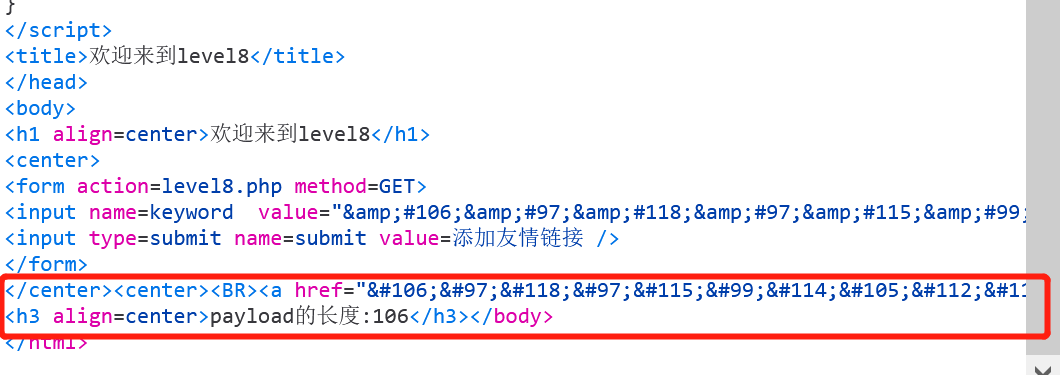 }
</script>
<title>欢迎来到level8</title>
</head>
<body>
<h1 align=center>欢迎来到level8</h1>
<center>
<form action=level8.php method=GET>
<input name=keyword  value="&amp;#106;&amp;#97;&amp;#118;&amp;#97;&amp;#115;&amp;#99;
<input type=submit name=submit value=添加友情链接 />
</form>
</center><center><BR><a href="&#106;&#97;&#118;&#97;&#115;&#99;&#114;&#105;&#112;&#11
<h3 align=center>payload的长度:106</h3></body>
</html>